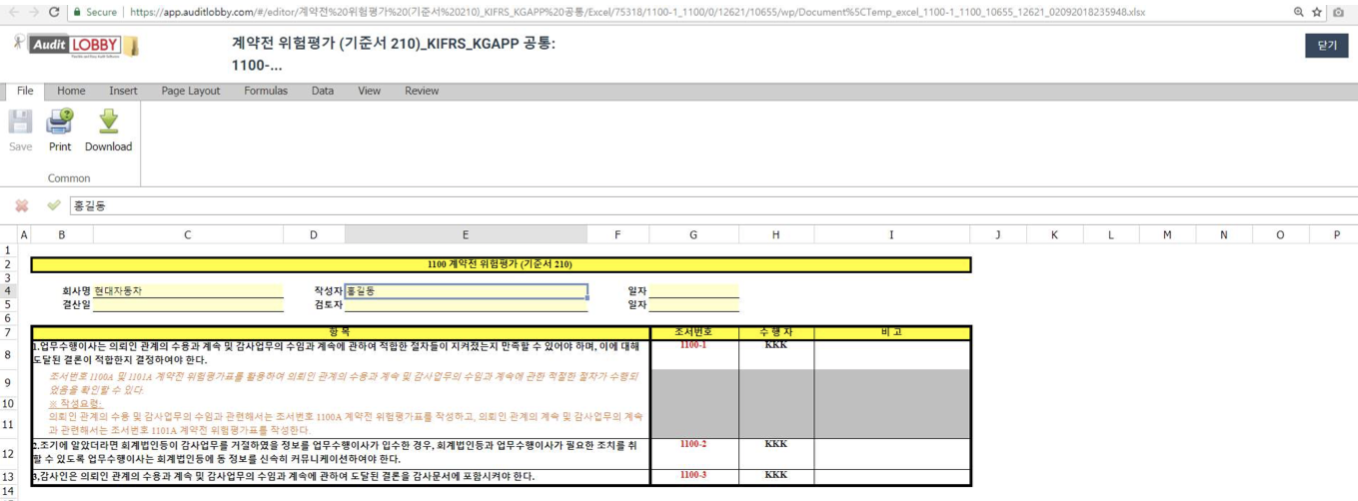 Secure https://app.auditlobby.com/#/editor/계약전%20위험평가%20(기준서%20210)_KIFRS_KGAPP%20공통/Excel/75318/1100-1_1100/0/12621/10655/wp/Document%5CTemp_excel_1100-1_1100_10655_12621_02092018235948.xlsx
Audit LOBBY
계약전 위험평가 (기준서 210)_KIFRS_KGAPP 공통:
1100-...
닫기
File Home Insert Page Layout Formulas Data View Review
Save Print Download
Common
홍길동
A B C D E F G H I J K L M N O P
1
2 1100 계약전 위험평가 (기준서 210)
3
4 회사명 현대자동차 작성자 홍길동 일자
5 결산일 검토자 일자
6
7 항 목 조서번호 수 행 자 비 고
8 1.업무수행이사는 의뢰인 관계의 수용과 계속 및 감사업무의 수임과 계속에 관하여 적합한 절차들이 지켜졌는지 만족할 수 있어야 하며, 이에 대해 1100-1 KKK
도달된 결론이 적합한지 결정하여야 한다.
9 조서번호 1100A 및 1101A 계약전 위험평가표를 활용하여 의뢰인 관계의 수용과 계속 및 감사업무의 수임과 계속에 관한 적절한 절차가 수행되
었음을 확인할 수 있다.
10 ※ 작성요령:
11 의뢰인 관계의 수용 및 감사업무의 수임과 관련해서는 조서번호 1100A 계약전 위험평가표를 작성하고, 의뢰인 관계의 계속 및 감사업무의 계속
과 관련해서는 조서번호 1101A 계약전 위험평가표를 작성한다.
12 2.조기에 알았더라면 회계법인등이 감사업무를 거절하였을 정보를 업무수행이사가 입수한 경우, 회계법인등과 업무수행이사가 필요한 조치를 취 1100-2 KKK
할 수 있도록 업무수행이사는 회계법인등에 동 정보를 신속히 커뮤니케이션하여야 한다.
13 3.감사인은 의뢰인 관계의 수용과 계속 및 감사업무의 수임과 계속에 관하여 도달된 결론을 감사문서에 포함시켜야 한다. 1100-3 KKK
14